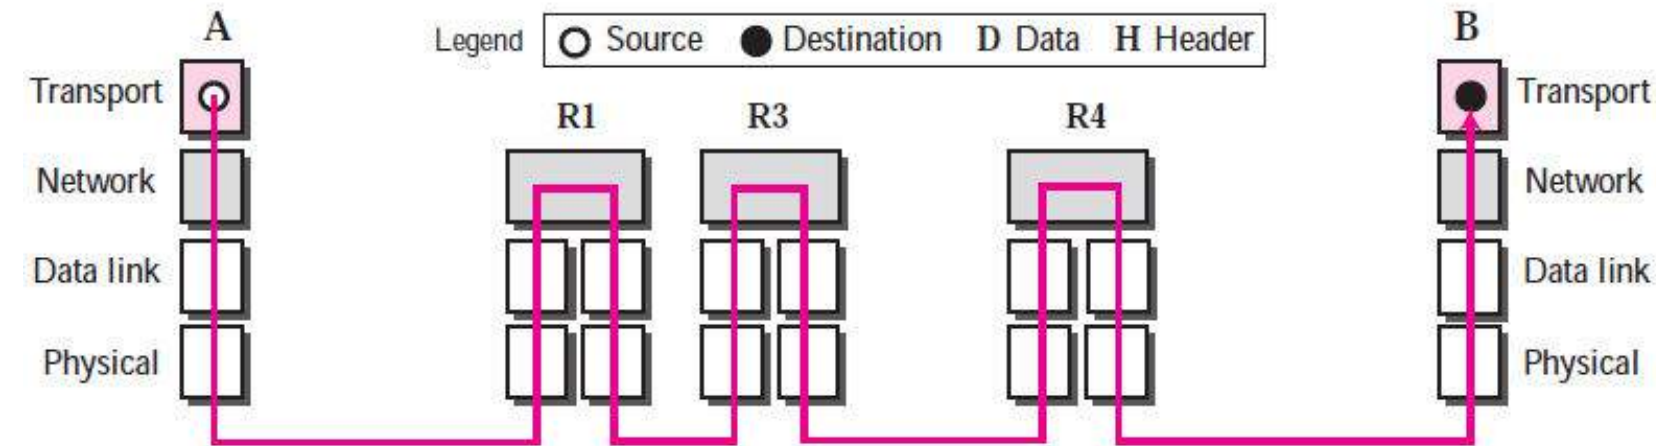 A
Legend Source Destination D Data H Header
B
Transport
Transport
R1 R3 R4
Network
Network
Data link
Data link
Physical
Physical